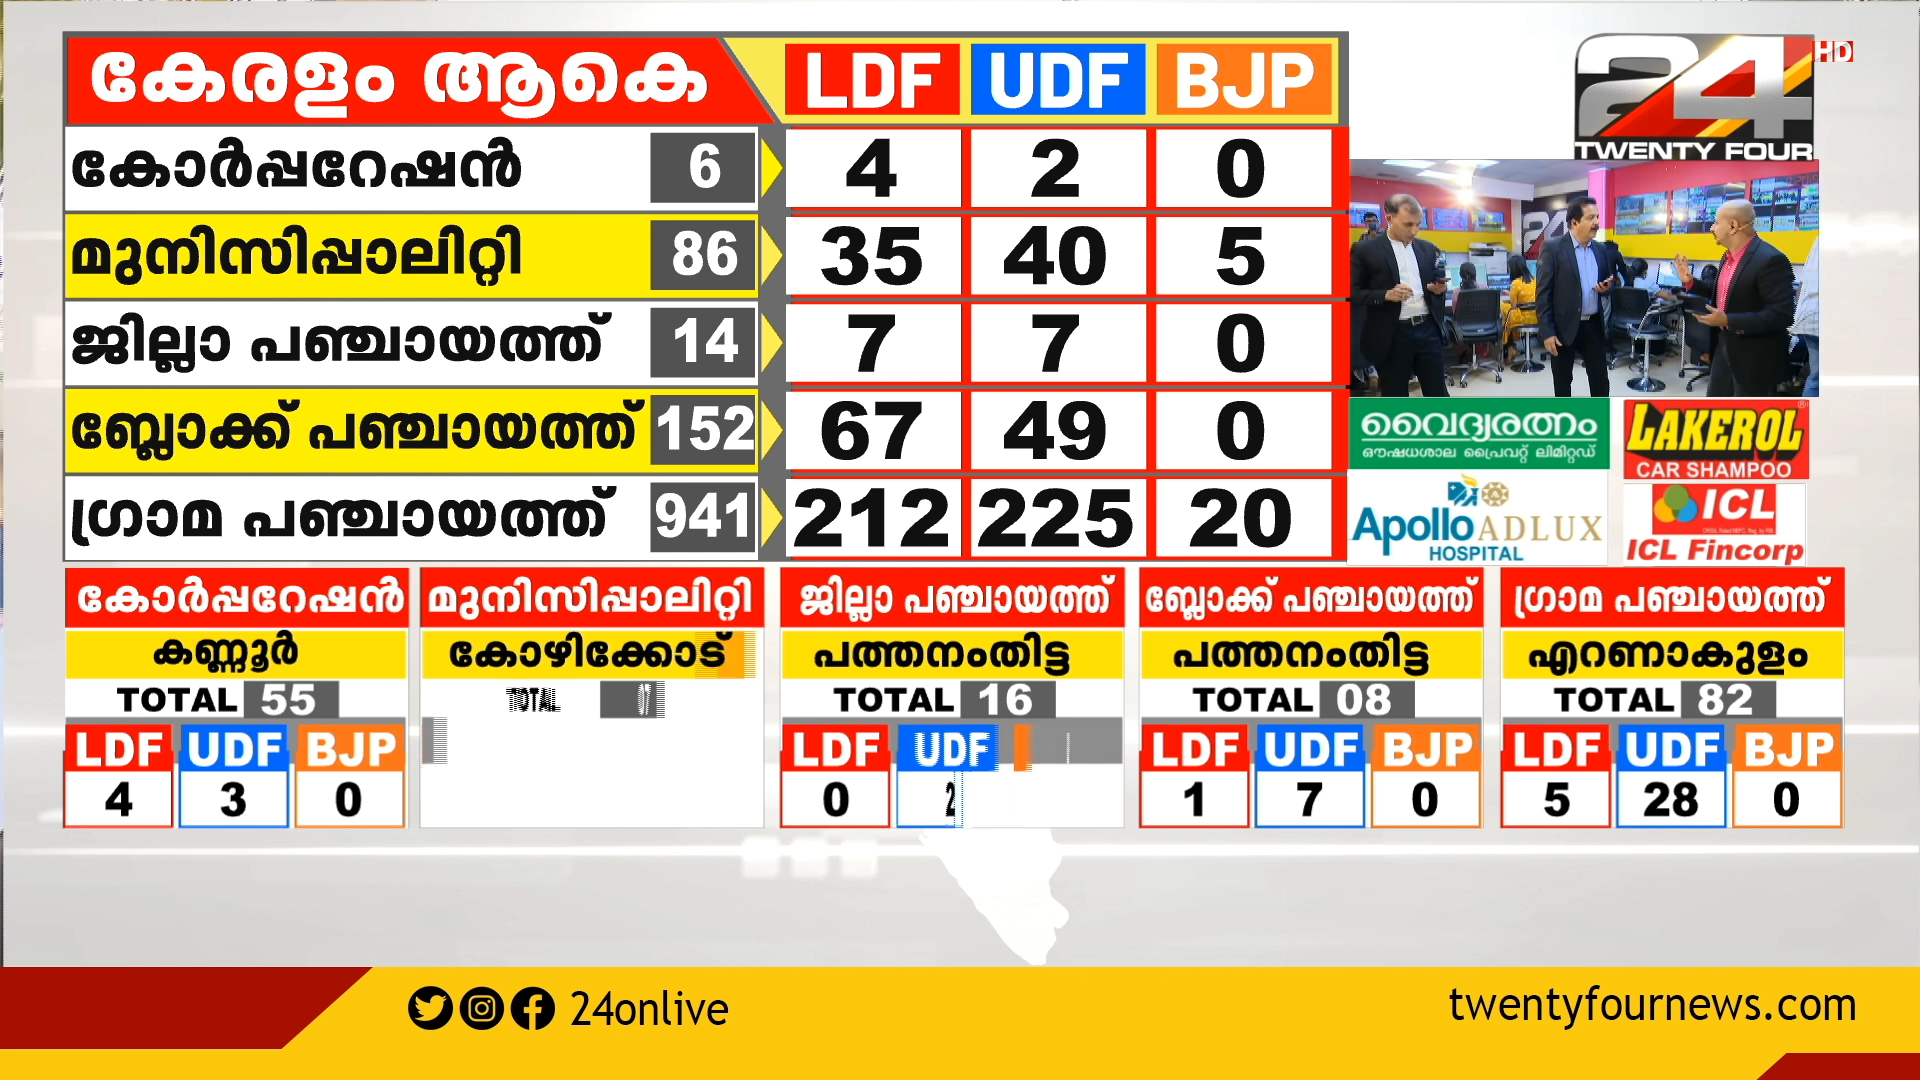 കേരളം ആകെ LDF UDF BJP
കോർപ്പറേഷൻ 6 4 2 0
മുനിസിപ്പാലിറ്റി 86 35 40 5
ജില്ലാ പഞ്ചായത്ത് 14 7 7 0
ബ്ലോക്ക് പഞ്ചായത്ത് 152 67 49 0
ഗ്രാമ പഞ്ചായത്ത് 941 212 225 20
24 HD
TWENTY FOUR
24
വൈദ്യരത്നം
ഔഷധശാല പ്രൈവറ്റ് ലിമിറ്റഡ്
LAKEROL
CAR SHAMPOO
Apollo ADLUX
HOSPITAL
ICL
ICL Fincorp
കോർപ്പറേഷൻ
കണ്ണൂർ
TOTAL 55
LDF UDF BJP
4 3 0
മുനിസിപ്പാലിറ്റി
കോഴിക്കോട്
TOTAL
ജില്ലാ പഞ്ചായത്ത്
പത്തനംതിട്ട
TOTAL 16
LDF UDF
0
ബ്ലോക്ക് പഞ്ചായത്ത്
പത്തനംതിട്ട
TOTAL 08
LDF UDF BJP
1 7 0
ഗ്രാമ പഞ്ചായത്ത്
എറണാകുളം
TOTAL 82
LDF UDF BJP
5 28 0
24onlive
twentyfournews.com